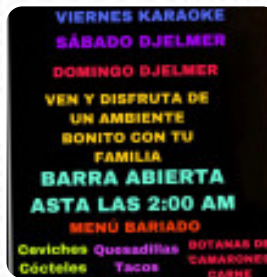 VIERNES KARAOKE
SÁBADO DJELMER
DOMINGO DJELMER
VEN Y DISFRUTA DE
UN AMBIENTE
BONITO CON TU
FAMILIA
BARRA ABIERTA
ASTA LAS 2:00 AM
MENÚ BARIADO
Ceviches Quesadillas BOTANAS DE
Cócteles Tacos CAMARONES
CARNE